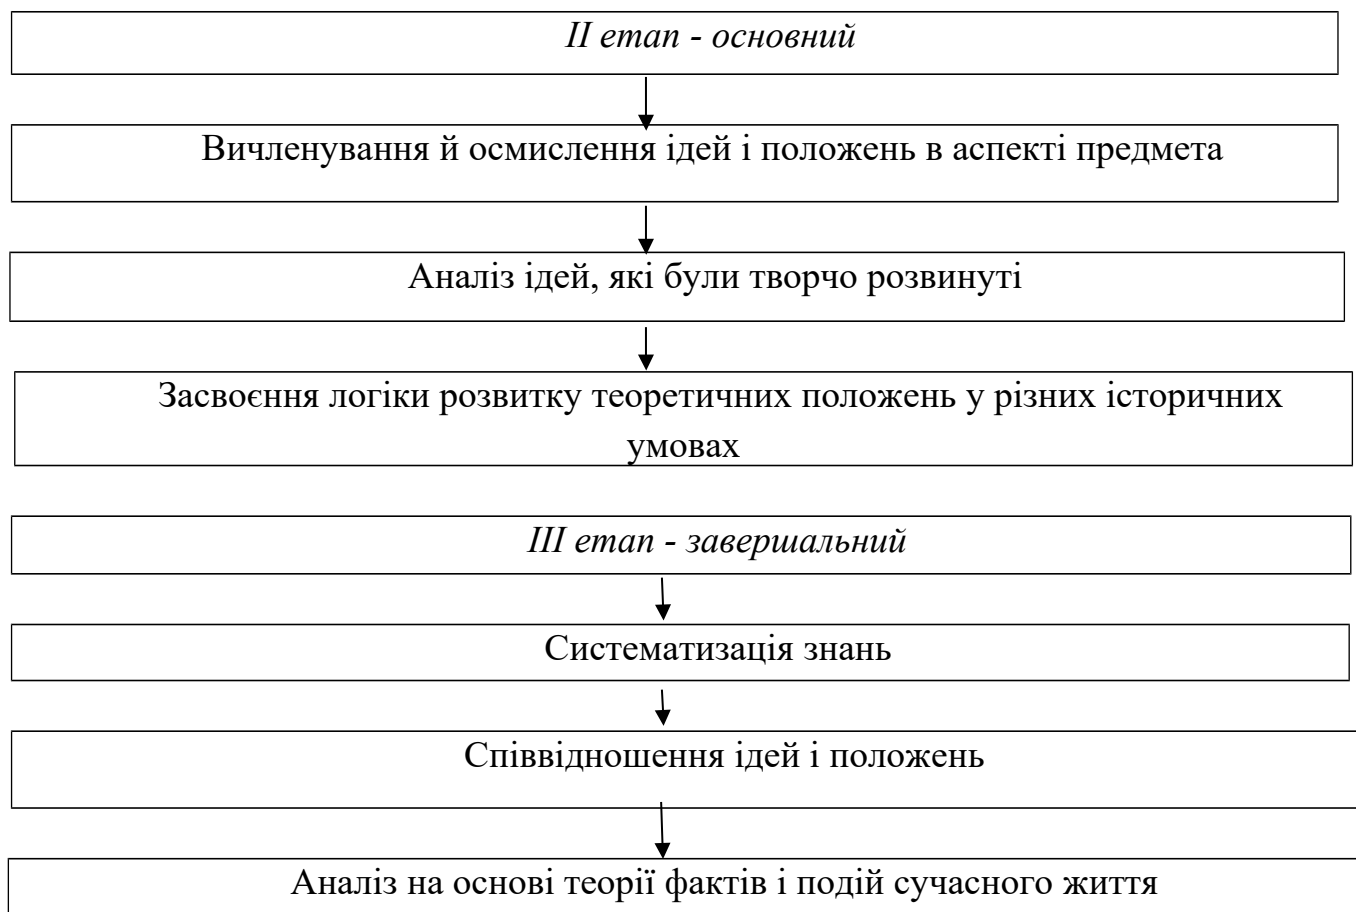 II етап - основний
Вичленування й осмислення ідей і положень в аспекті предмета
Аналіз ідей, які були творчо розвинуті
Засвоєння логіки розвитку теоретичних положень у різних історичних
умовах
III етап - завершальний
Систематизація знань
Співвідношення ідей і положень
Аналіз на основі теорії фактів і подій сучасного життя